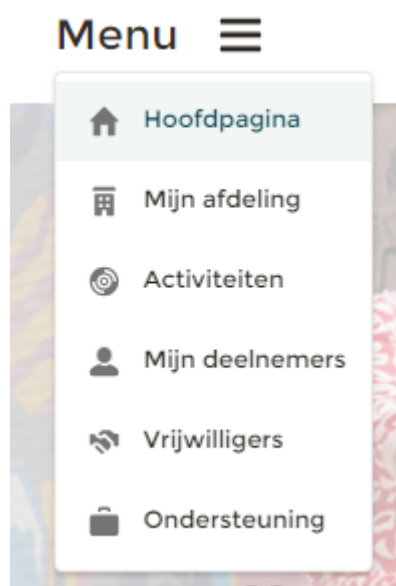 Menu
Hoofdpagina
Mijn afdeling
Activiteiten
Mijn deelnemers
Vrijwilligers
Ondersteuning